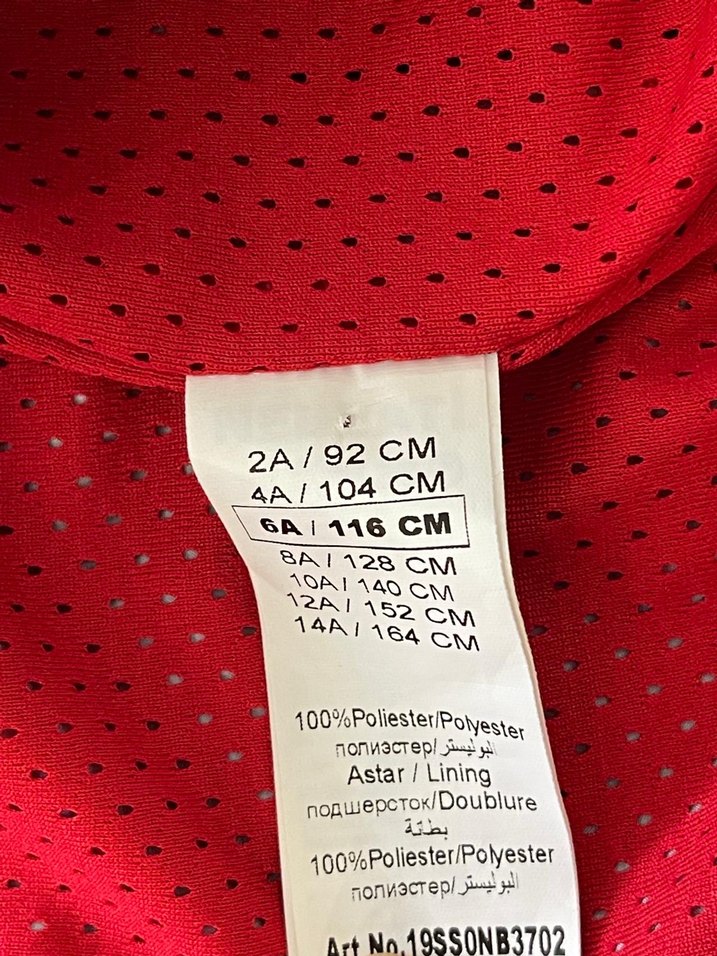 2A / 92 CM
4A / 104 CM
6A / 116 CM
8A / 128 CM
10A / 140 CM
12A / 152 CM
14A / 164 CM
100%Poliester/Polyester
полиэстер/البوليستر
Astar / Lining
подшерсток/Doublure
بطانة
100%Poliester/Polyester
полиэстер/البوليستر
Art No.19SS0NB3702